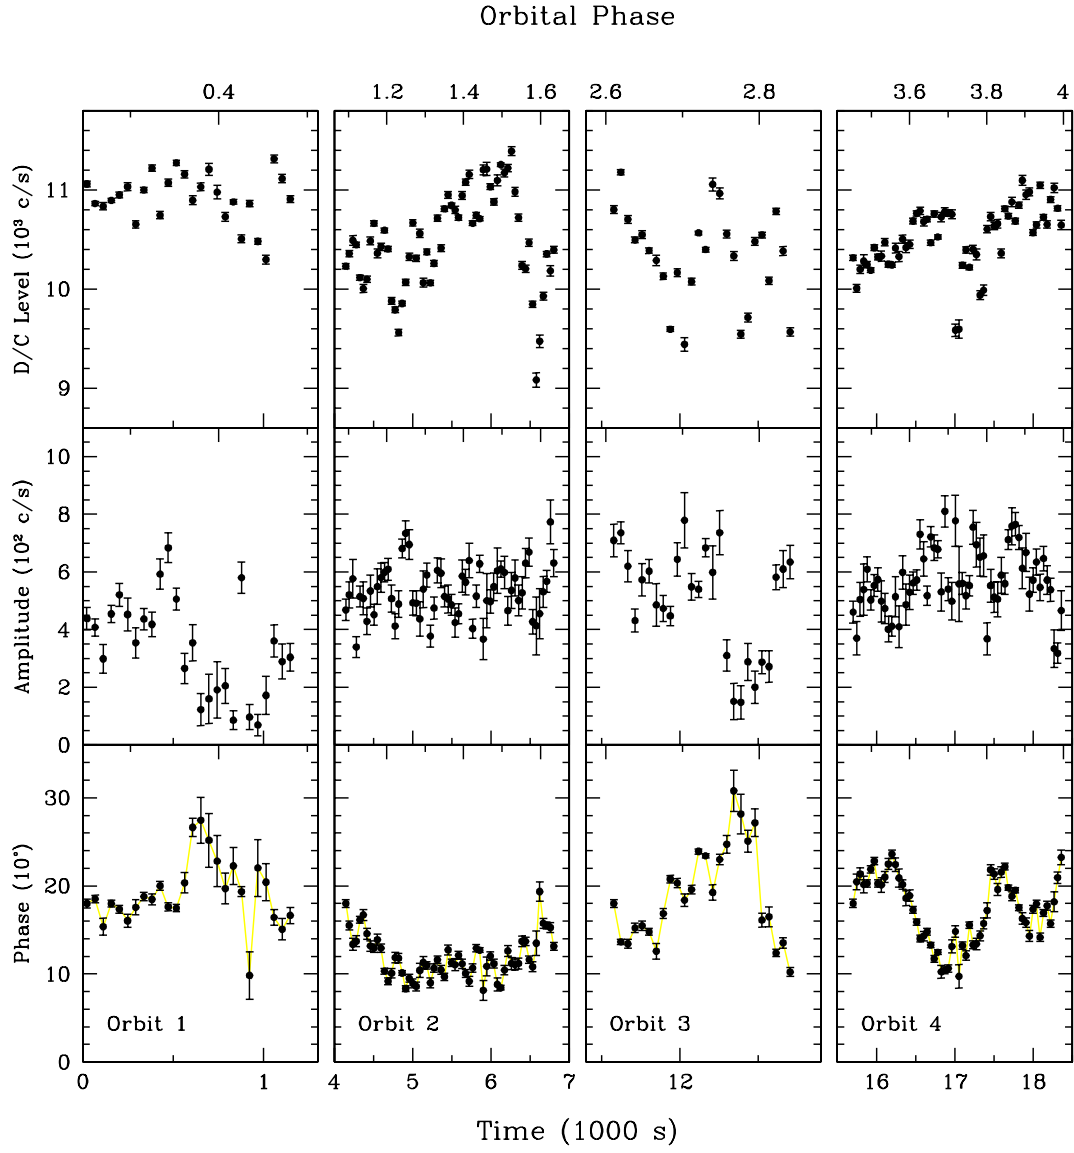 Orbital Phase
0.4 1.2 1.4 1.6 2.6 2.8 3.6 3.8 4
D/C Level (10³ c/s)
11
10
9
Amplitude (10² c/s)
10
8
6
4
2
0
Phase (10°)
30
20
10
0
Orbit 1 Orbit 2 Orbit 3 Orbit 4
0 1 4 5 6 7 12 16 17 18
Time (1000 s)